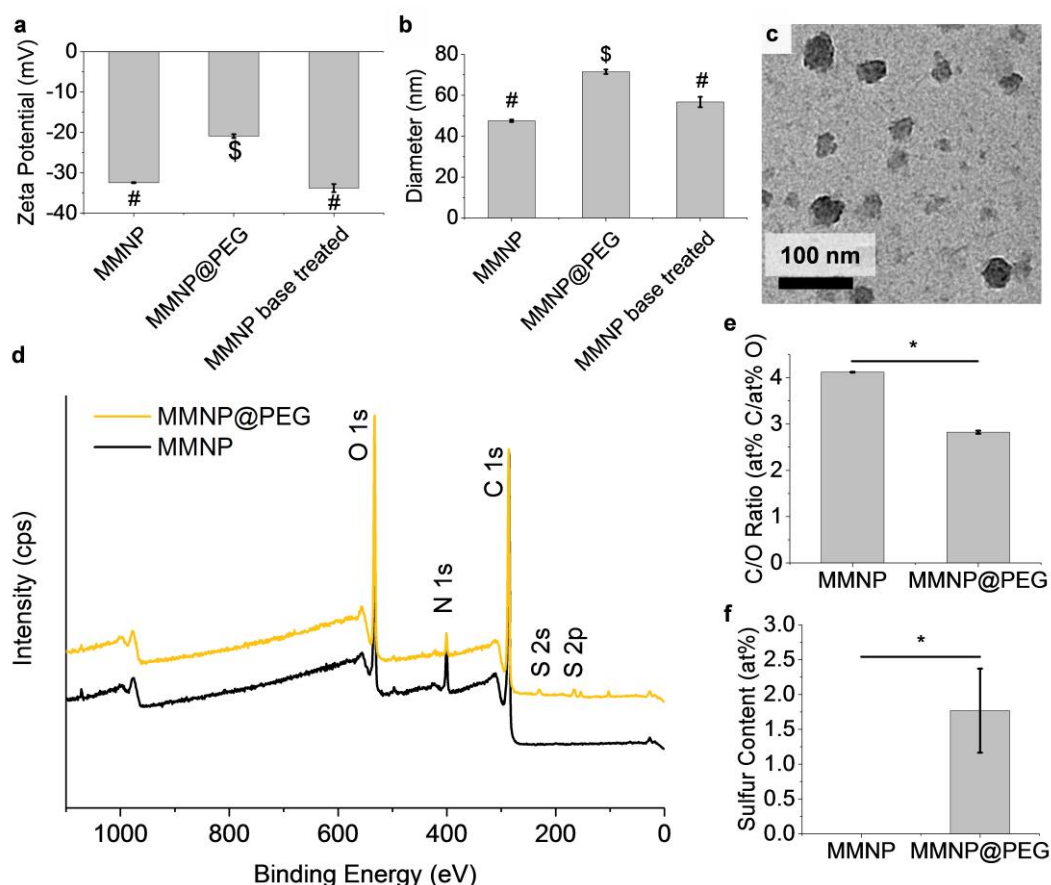 a
Zeta Potential (mV)
0
-10
-20
-30
-40
#
$
#
MMNP
MMNP@PEG
MMNP base treated
b
Diameter (nm)
80
60
40
20
0
#
$
#
MMNP
MMNP@PEG
MMNP base treated
c
100 nm
d
MMNP@PEG
MMNP
O 1s
N 1s
C 1s
S 2s
S 2p
Intensity (cps)
1000
800
600
400
200
0
Binding Energy (eV)
e
C/O Ratio (at% C/at% O)
4
3
2
1
0
*
MMNP
MMNP@PEG
f
Sulfur Content (at%)
3.0
2.5
2.0
1.5
1.0
0.5
0.0
*
MMNP
MMNP@PEG